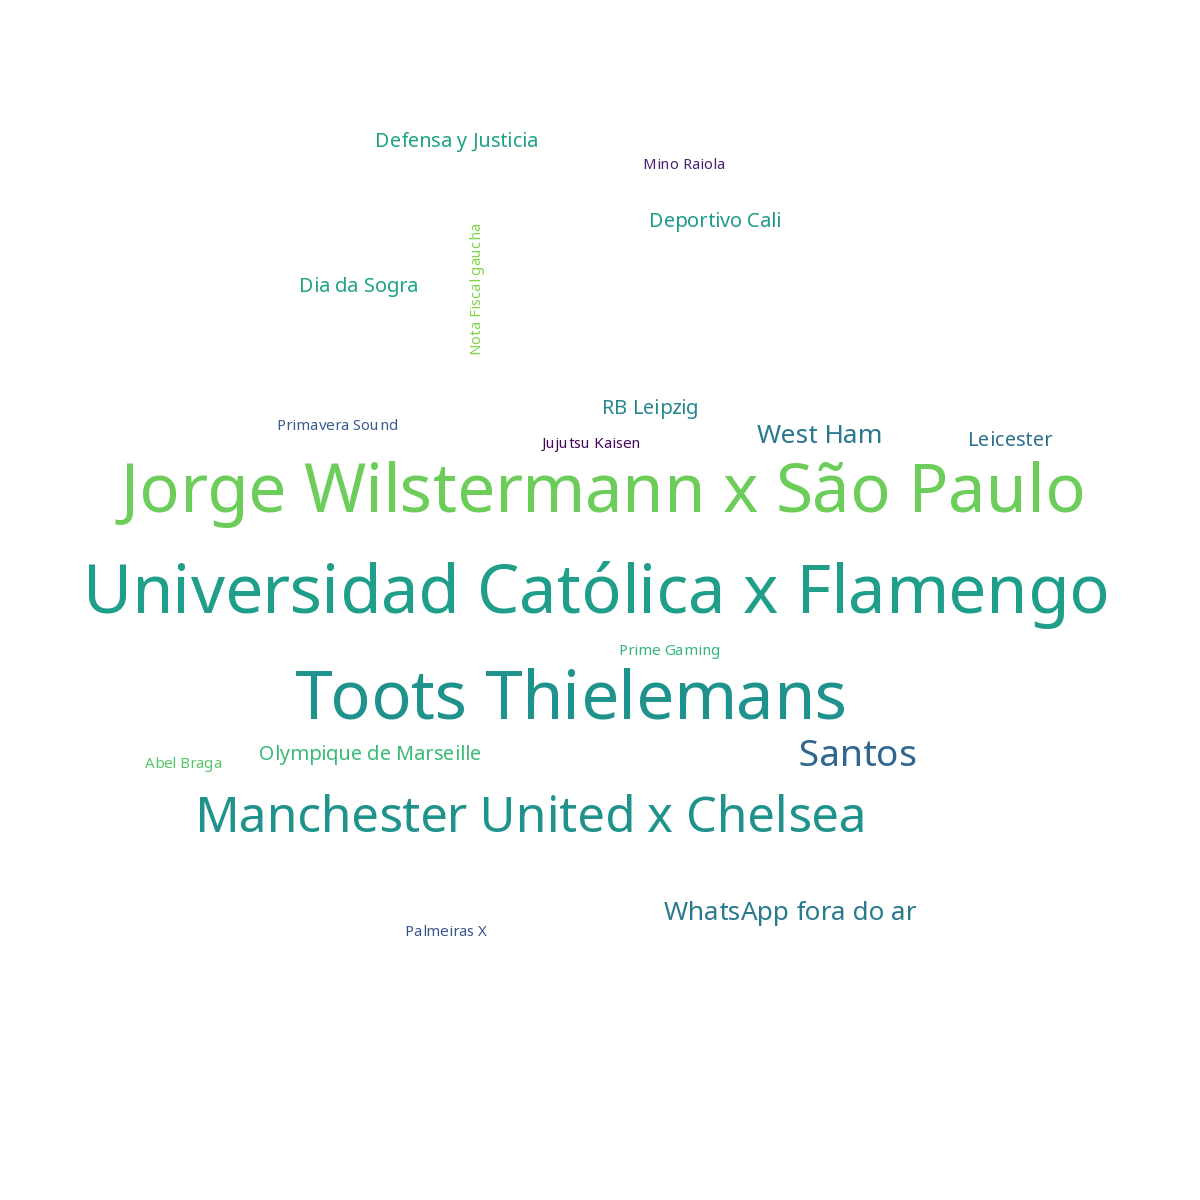 Defensa y Justicia
Mino Raiola
Deportivo Cali
Nota Fiscal gaucha
Dia da Sogra
RB Leipzig
Primavera Sound
West Ham
Leicester
Jujutsu Kaisen
Jorge Wilstermann x São Paulo
Universidad Católica x Flamengo
Prime Gaming
Toots Thielemans
Santos
Olympique de Marseille
Abel Braga
Manchester United x Chelsea
WhatsApp fora do ar
Palmeiras X